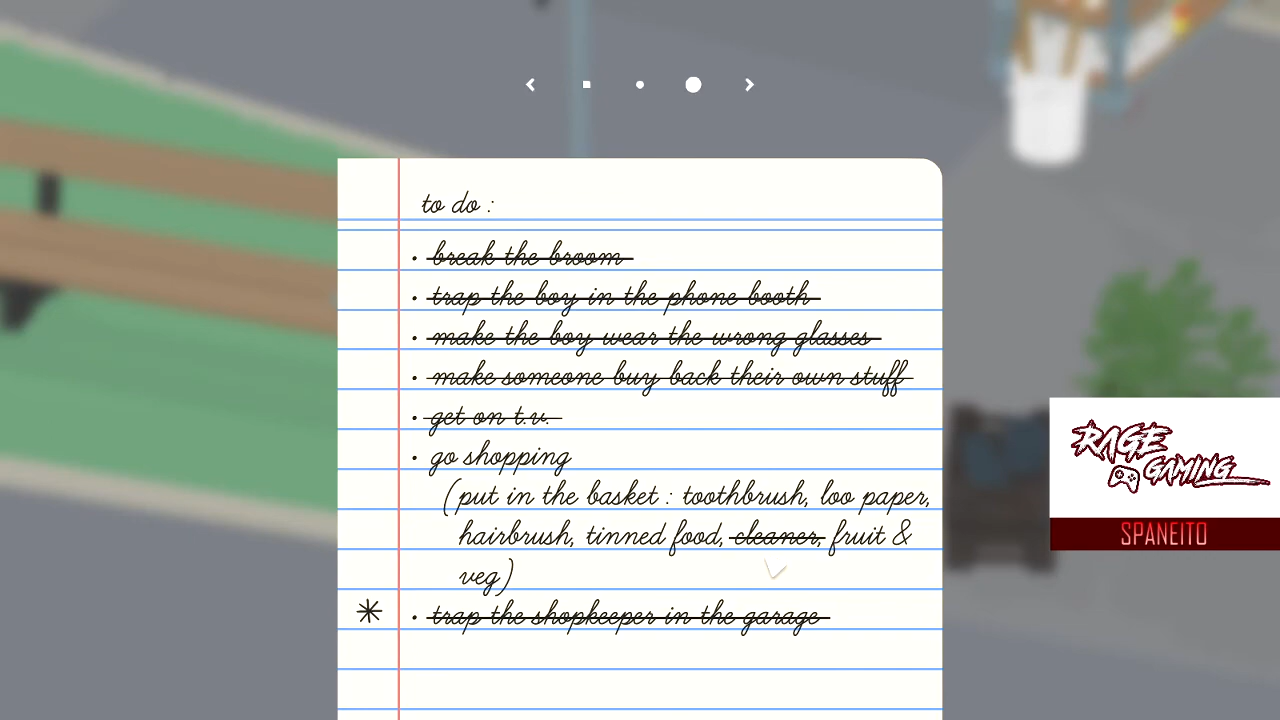 to do :
• break the broom
• trap the boy in the phone booth
• make the boy wear the wrong glasses
• make someone buy back their own stuff
• get on t.v.
• go shopping
(put in the basket : toothbrush, loo paper,
hairbrush, tinned food, cleaner, fruit &
veg)
• trap the shopkeeper in the garage
RAGE
GAMING
SPANEITO